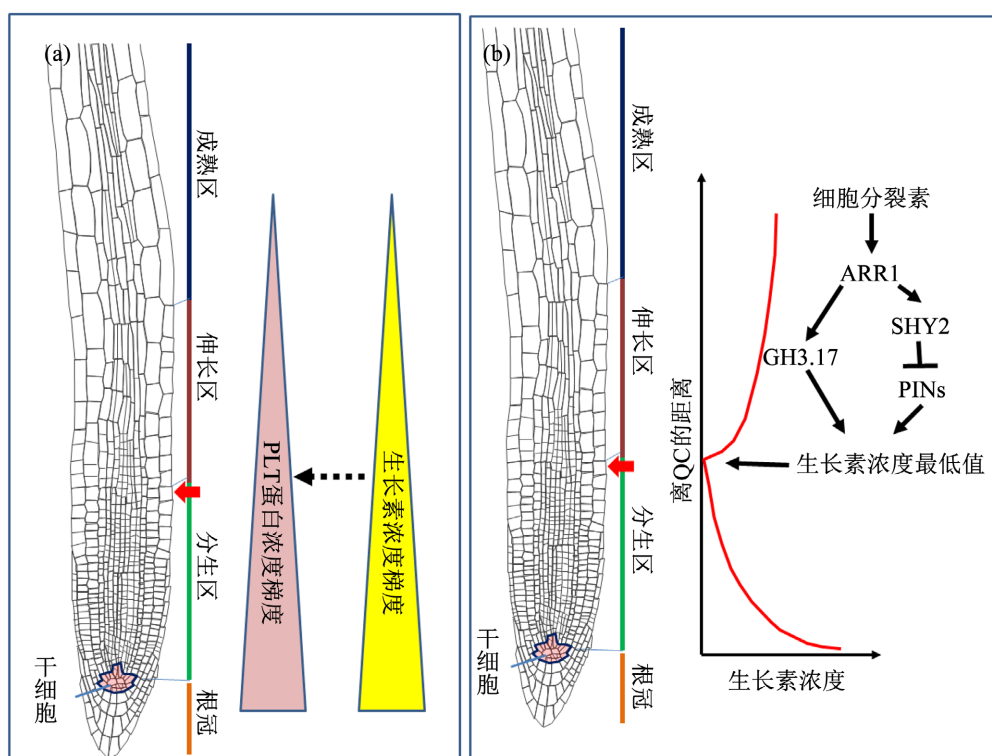 (a)
成熟区
伸长区
分生区
根冠
干细胞
PLT蛋白浓度梯度
生长素浓度梯度
(b)
成熟区
伸长区
分生区
根冠
干细胞
离QC的距离
生长素浓度
细胞分裂素
ARR1
SHY2
GH3.17
PINs
生长素浓度最低值